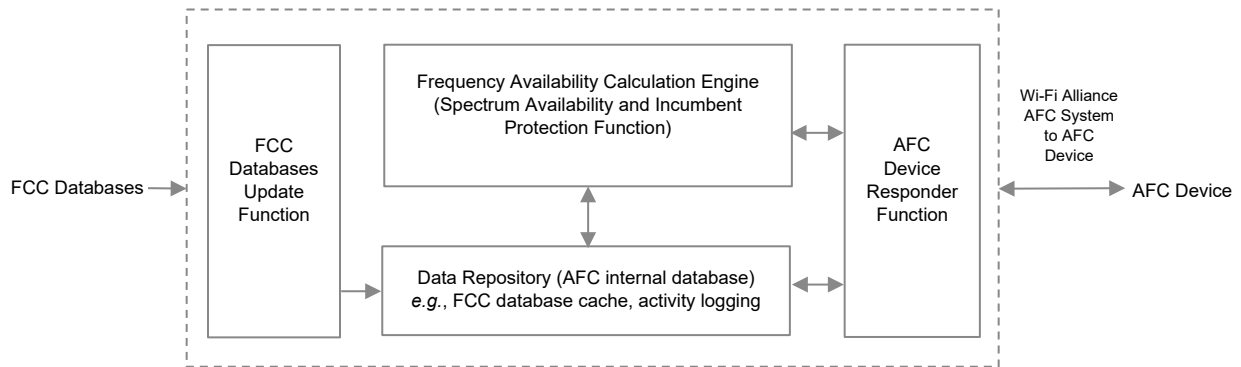 FCC Databases
FCC
Databases
Update
Function
Frequency Availability Calculation Engine
(Spectrum Availability and Incumbent
Protection Function)
Data Repository (AFC internal database)
e.g., FCC database cache, activity logging
AFC
Device
Responder
Function
Wi-Fi Alliance
AFC System
to AFC
Device
AFC Device